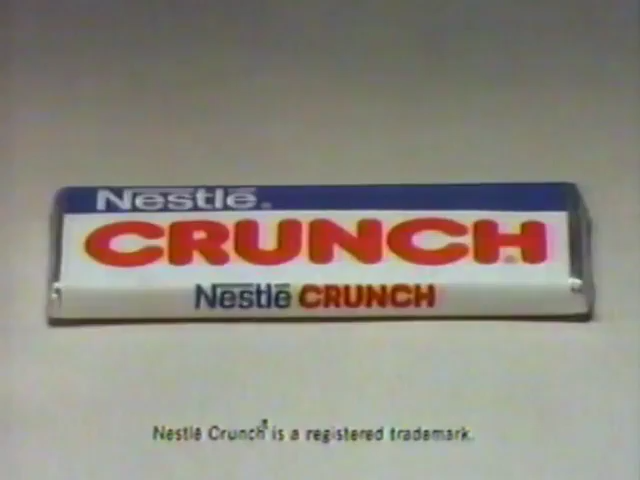 Nestlé®
CRUNCH®
Nestlé CRUNCH
Nestlé Crunch® is a registered trademark.